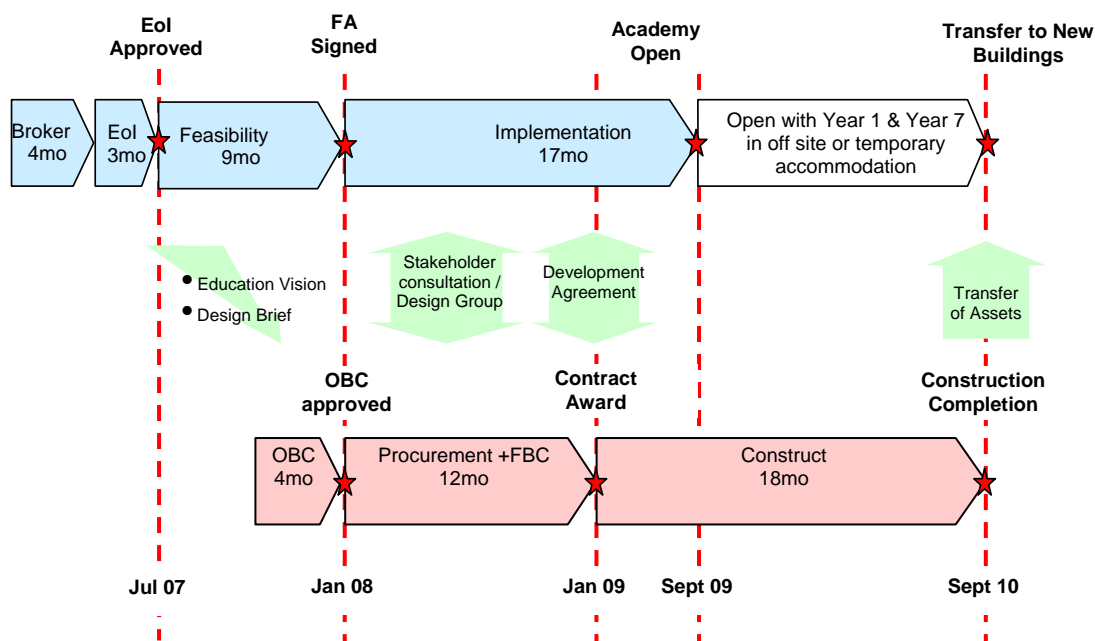 EoI
Approved
FA
Signed
Academy
Open
Transfer to New
Buildings
Broker
4mo
EoI
3mo
Feasibility
9mo
Implementation
17mo
Open with Year 1 & Year 7
in off site or temporary
accommodation
• Education Vision
• Design Brief
Stakeholder
consultation /
Design Group
Development
Agreement
Transfer
of Assets
OBC
approved
Contract
Award
Construction
Completion
OBC
4mo
Procurement +FBC
12mo
Construct
18mo
Jul 07
Jan 08
Jan 09
Sept 09
Sept 10